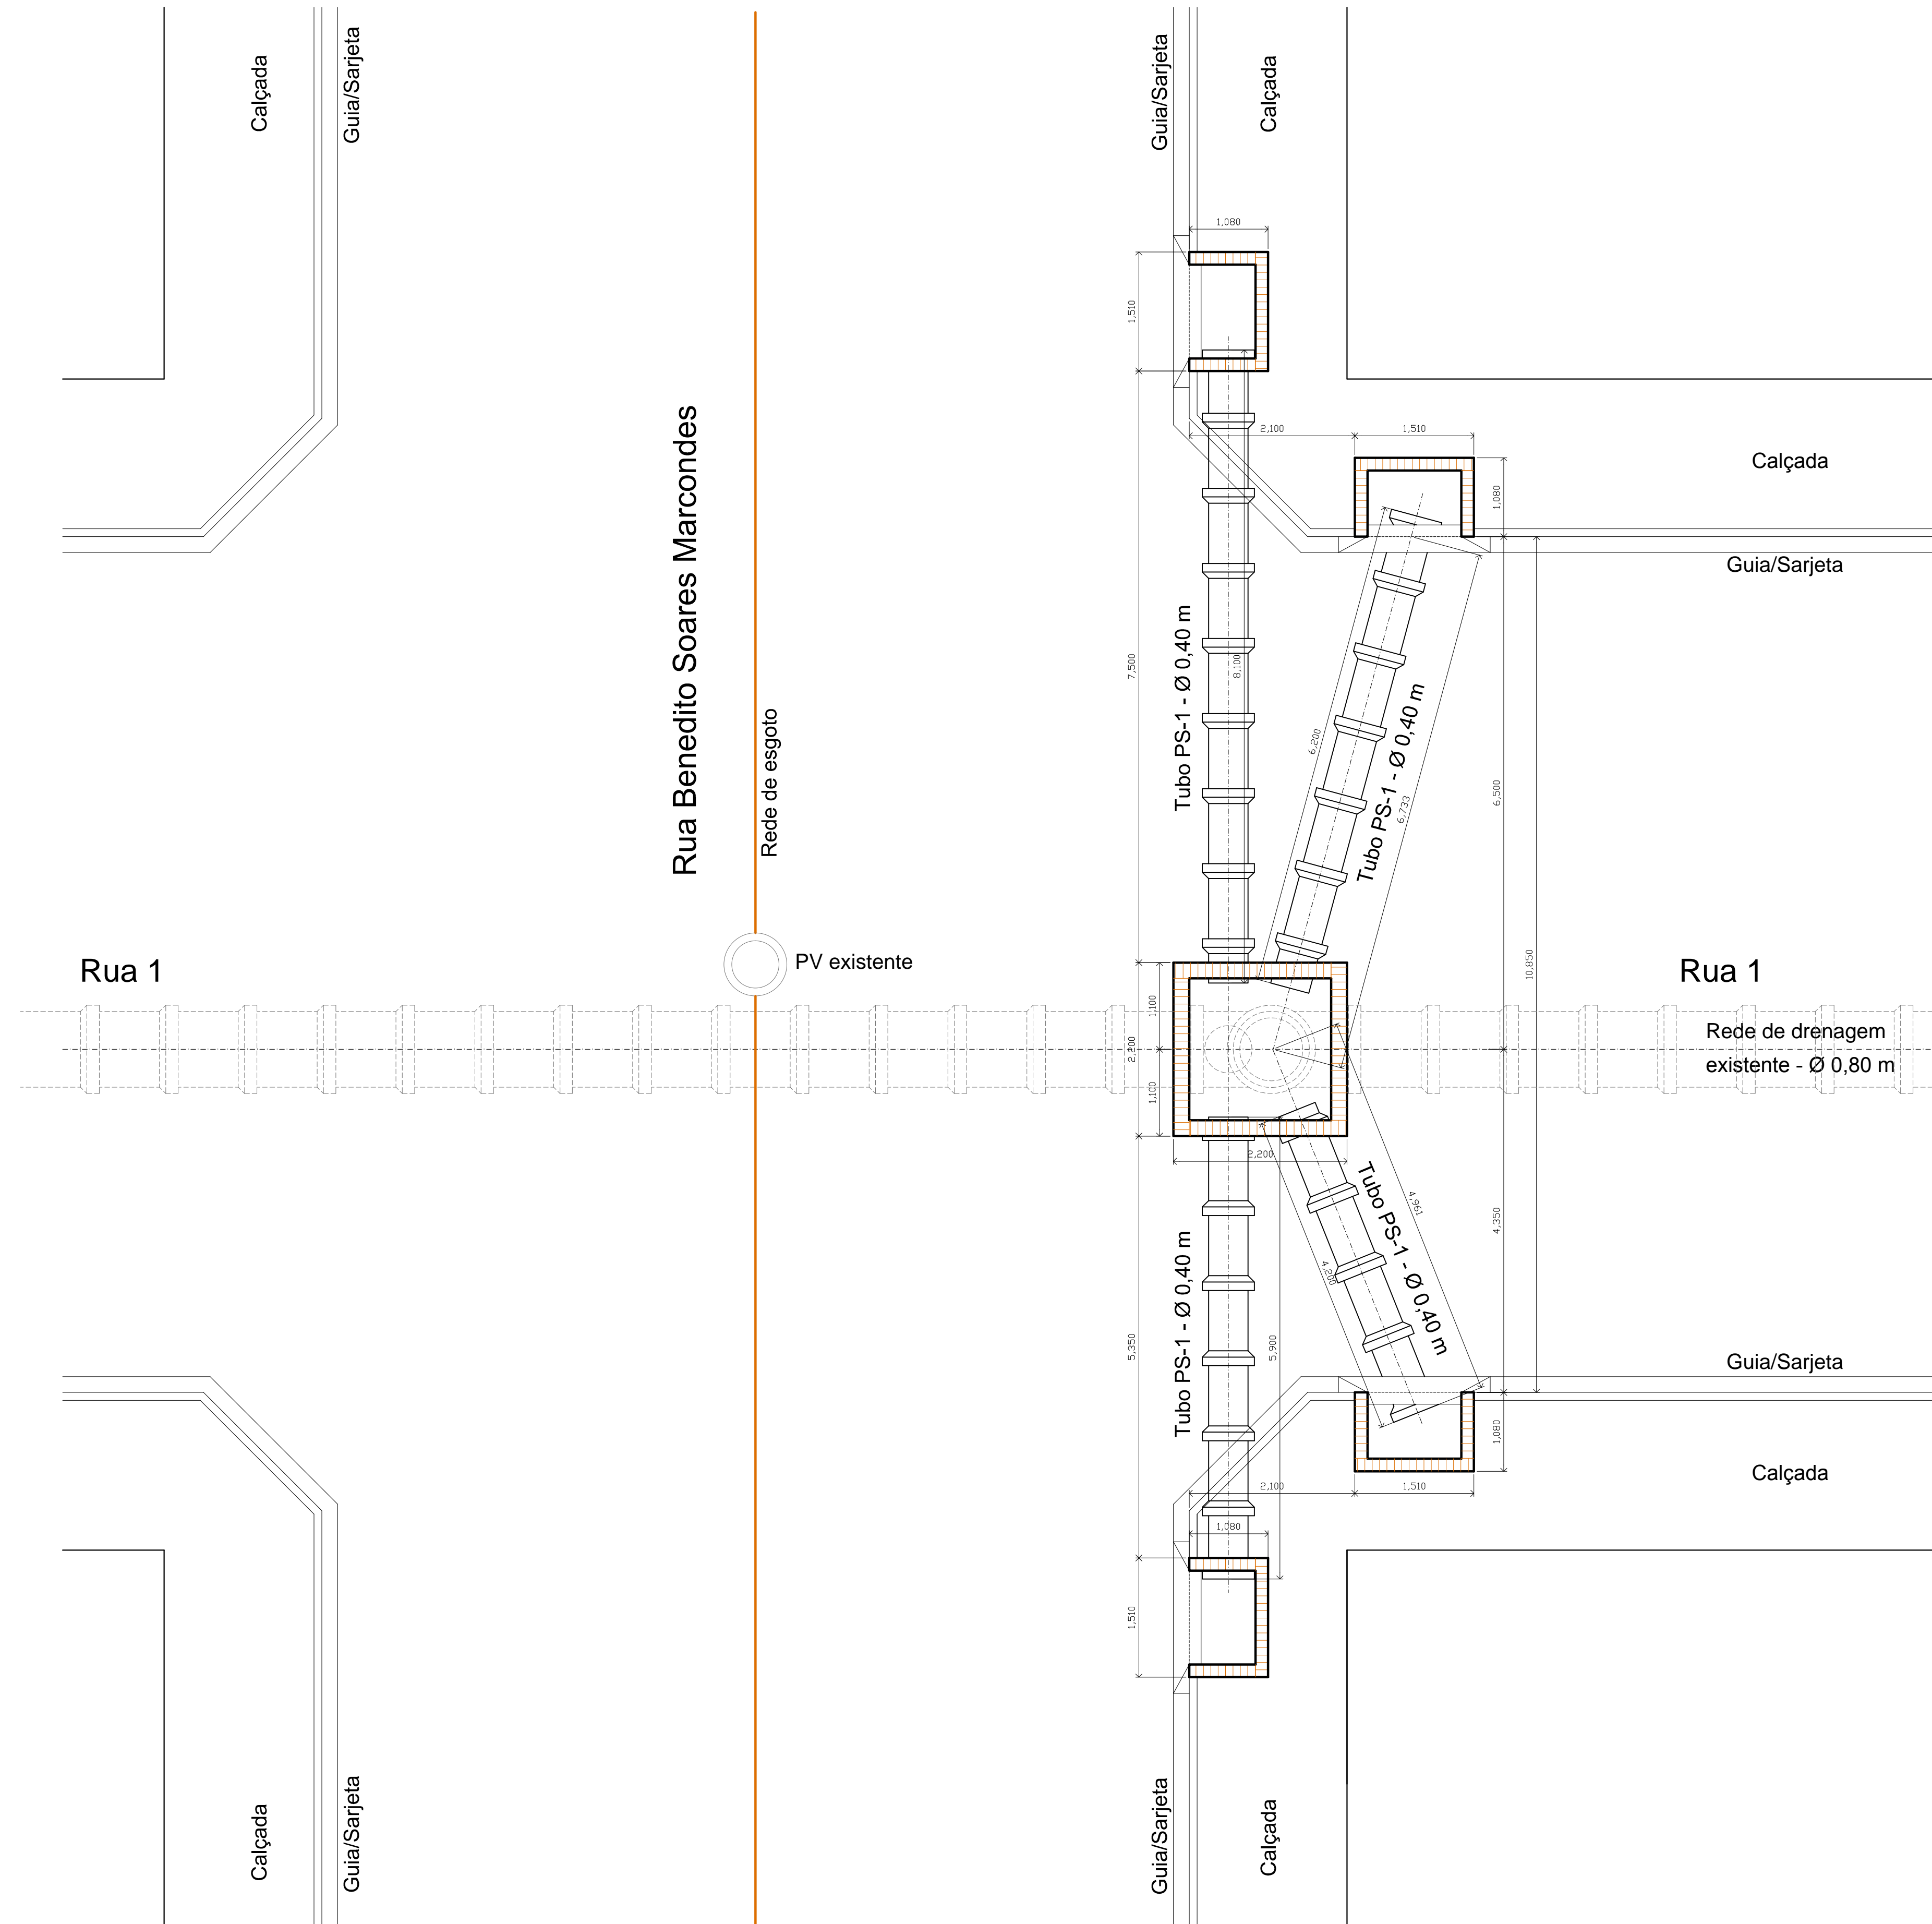 Calçada
Guia/Sarjeta
Guia/Sarjeta
Calçada
1,080
1,510
2,100
1,510
1,080
Calçada
Guia/Sarjeta
Rua Benedito Soares Marcondes
Rede de esgoto
Tubo PS-1 - Ø 0,40 m
7,500
8,100
6,200
Tubo PS-1 - Ø 0,40 m
6,733
6,500
10,850
Rua 1
PV existente
Rua 1
1,100
2,200
1,100
Rede de drenagem
existente - Ø 0,80 m
2,200
Tubo PS-1 - Ø 0,40 m
5,350
5,900
4,200
Tubo PS-1 - Ø 0,40 m
4,961
4,350
Guia/Sarjeta
1,080
Calçada
2,100
1,510
1,080
1,510
Calçada
Guia/Sarjeta
Guia/Sarjeta
Calçada